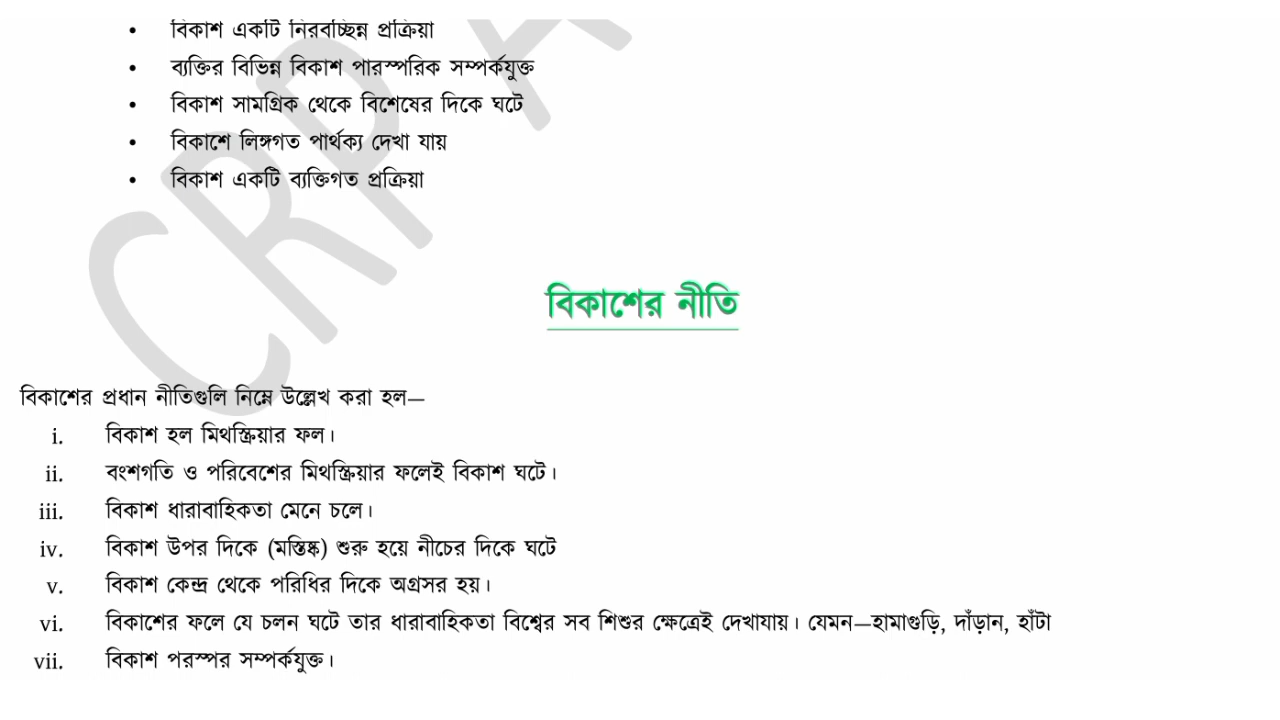 • বিকাশ একটি নিরবচ্ছিন্ন প্রক্রিয়া
• ব্যক্তির বিভিন্ন বিকাশ পারস্পরিক সম্পর্কযুক্ত
• বিকাশ সামগ্রিক থেকে বিশেষের দিকে ঘটে
• বিকাশে লিঙ্গগত পার্থক্য দেখা যায়
• বিকাশ একটি ব্যক্তিগত প্রক্রিয়া
CRP A
বিকাশের নীতি
বিকাশের প্রধান নীতিগুলি নিম্নে উল্লেখ করা হল—
i. বিকাশ হল মিথস্ক্রিয়ার ফল।
ii. বংশগতি ও পরিবেশের মিথস্ক্রিয়ার ফলেই বিকাশ ঘটে।
iii. বিকাশ ধারাবাহিকতা মেনে চলে।
iv. বিকাশ উপর দিকে (মস্তিষ্ক) শুরু হয়ে নীচের দিকে ঘটে
v. বিকাশ কেন্দ্র থেকে পরিধির দিকে অগ্রসর হয়।
vi. বিকাশের ফলে যে চলন ঘটে তার ধারাবাহিকতা বিশ্বের সব শিশুর ক্ষেত্রেই দেখাযায়। যেমন—হামাগুড়ি, দাঁড়ান, হাঁটা
vii. বিকাশ পরস্পর সম্পর্কযুক্ত।